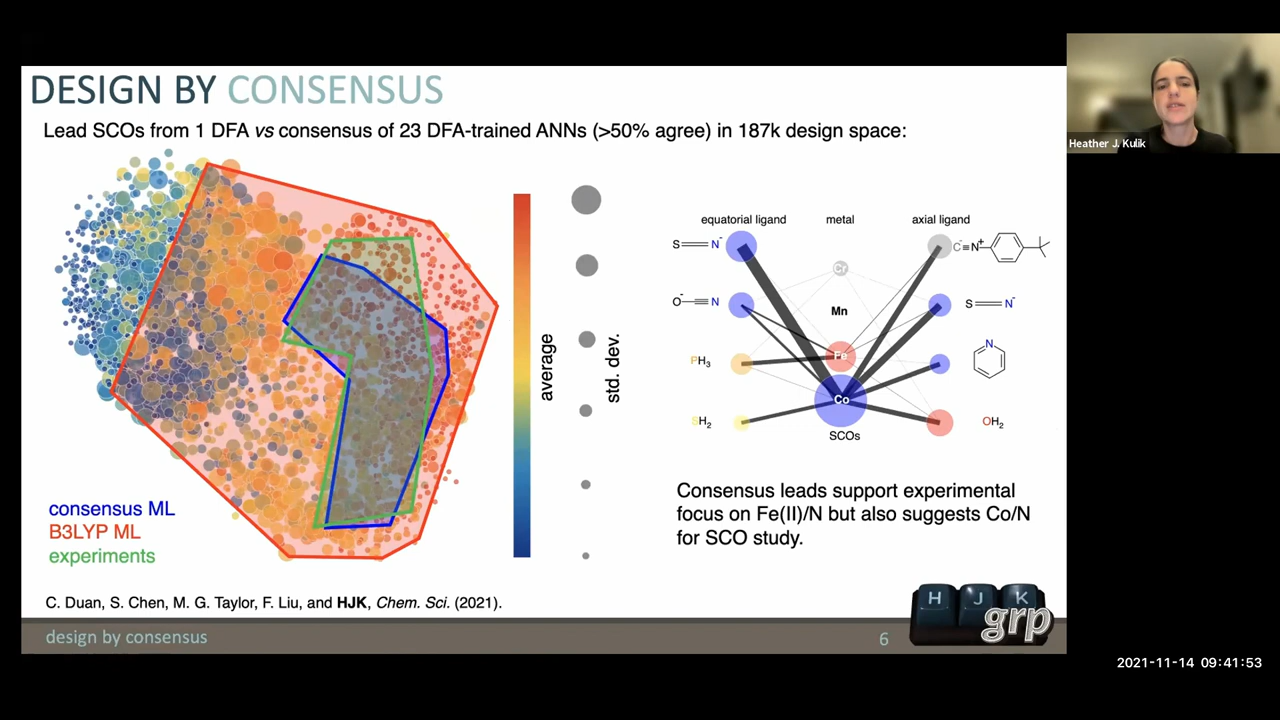 DESIGN BY CONSENSUS
Lead SCOs from 1 DFA vs consensus of 23 DFA-trained ANNs (>50% agree) in 187k design space:
Heather J. Kulik
average
std. dev.
consensus ML
B3LYP ML
experiments
equatorial ligand
metal
axial ligand
S N-
O- N
PH3
SH2
Cr
Mn
Fe
Co
SCOs
C- N+
S N-
N
OH2
Consensus leads support experimental
focus on Fe(II)/N but also suggests Co/N
for SCO study.
C. Duan, S. Chen, M. G. Taylor, F. Liu, and HJK, Chem. Sci. (2021).
design by consensus
6
H J K
grp
2021-11-14 09:41:53